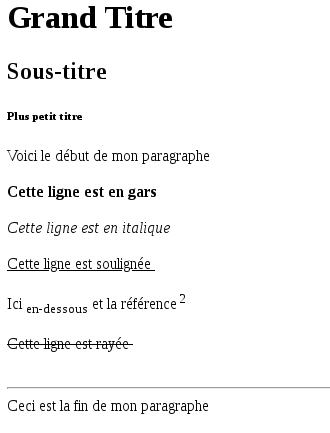 Grand Titre
Sous-titre
Plus petit titre
Voici le début de mon paragraphe
Cette ligne est en gars
Cette ligne est en italique
Cette ligne est soulignée
Ici en-dessous et la référence 2
Cette ligne est rayée
Ceci est la fin de mon paragraphe